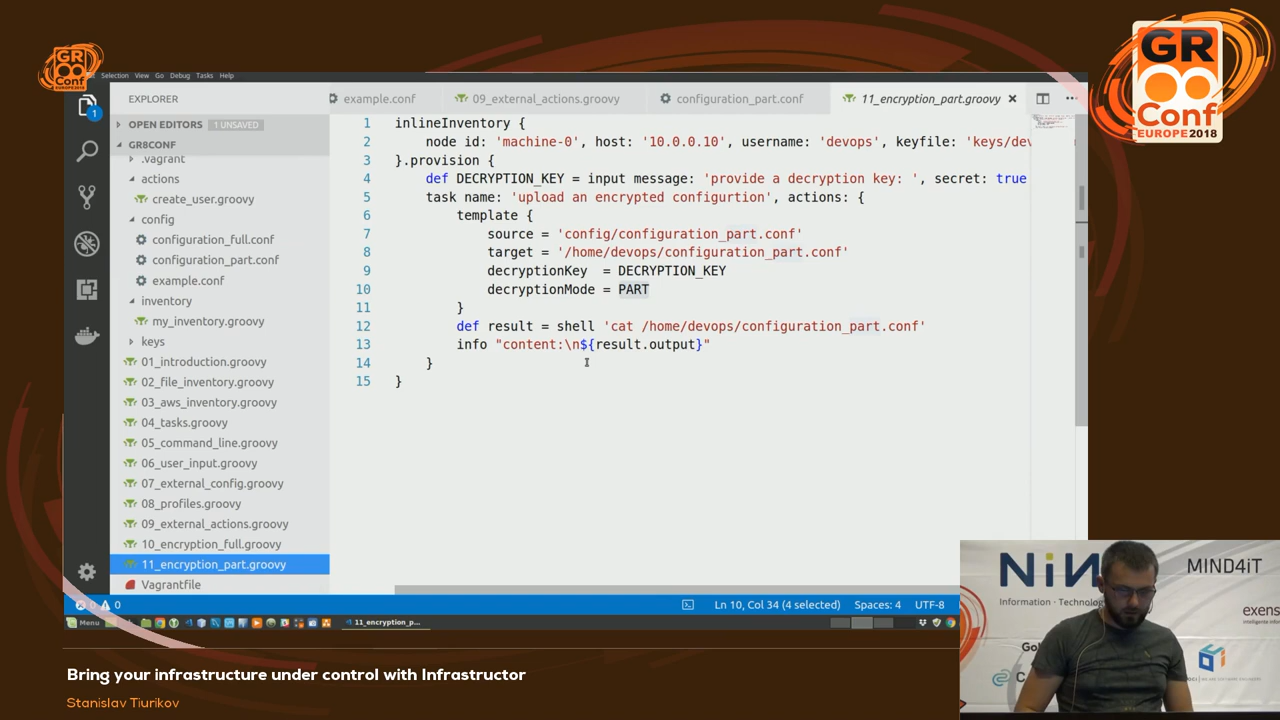 GR
Conf
EUROPE2018
Selection View Go Debug Tasks Help
GR
Conf
EUROPE2018
EXPLORER
example.conf
09_external_actions.groovy
configuration_part.conf
11_encryption_part.groovy
OPEN EDITORS 1 UNSAVED
GR8CONF
.vagrant
actions
create_user.groovy
config
configuration_full.conf
configuration_part.conf
example.conf
inventory
my_inventory.groovy
keys
01_introduction.groovy
02_file_inventory.groovy
03_aws_inventory.groovy
04_tasks.groovy
05_command_line.groovy
06_user_input.groovy
07_external_config.groovy
08_profiles.groovy
09_external_actions.groovy
10_encryption_full.groovy
11_encryption_part.groovy
Vagrantfile
1 inlineInventory {
2 node id: 'machine-0', host: '10.0.0.10', username: 'devops', keyfile: 'keys/dev
3 }.provision {
4 def DECRYPTION_KEY = input message: 'provide a decryption key: ', secret: true
5 task name: 'upload an encrypted configurtion', actions: {
6 template {
7 source = 'config/configuration_part.conf'
8 target = '/home/devops/configuration_part.conf'
9 decryptionKey = DECRYPTION_KEY
10 decryptionMode = PART
11 }
12 def result = shell 'cat /home/devops/configuration_part.conf'
13 info "content:\n${result.output}"
14 }
15 }
0 0
Ln 10, Col 34 (4 selected) Spaces: 4 UTF-8
Menu
11_encryption_p...
NiN
Information · Technolog
MIND4iT
exens
Bring your infrastructure under control with Infrastructor
Stanislav Tiurikov